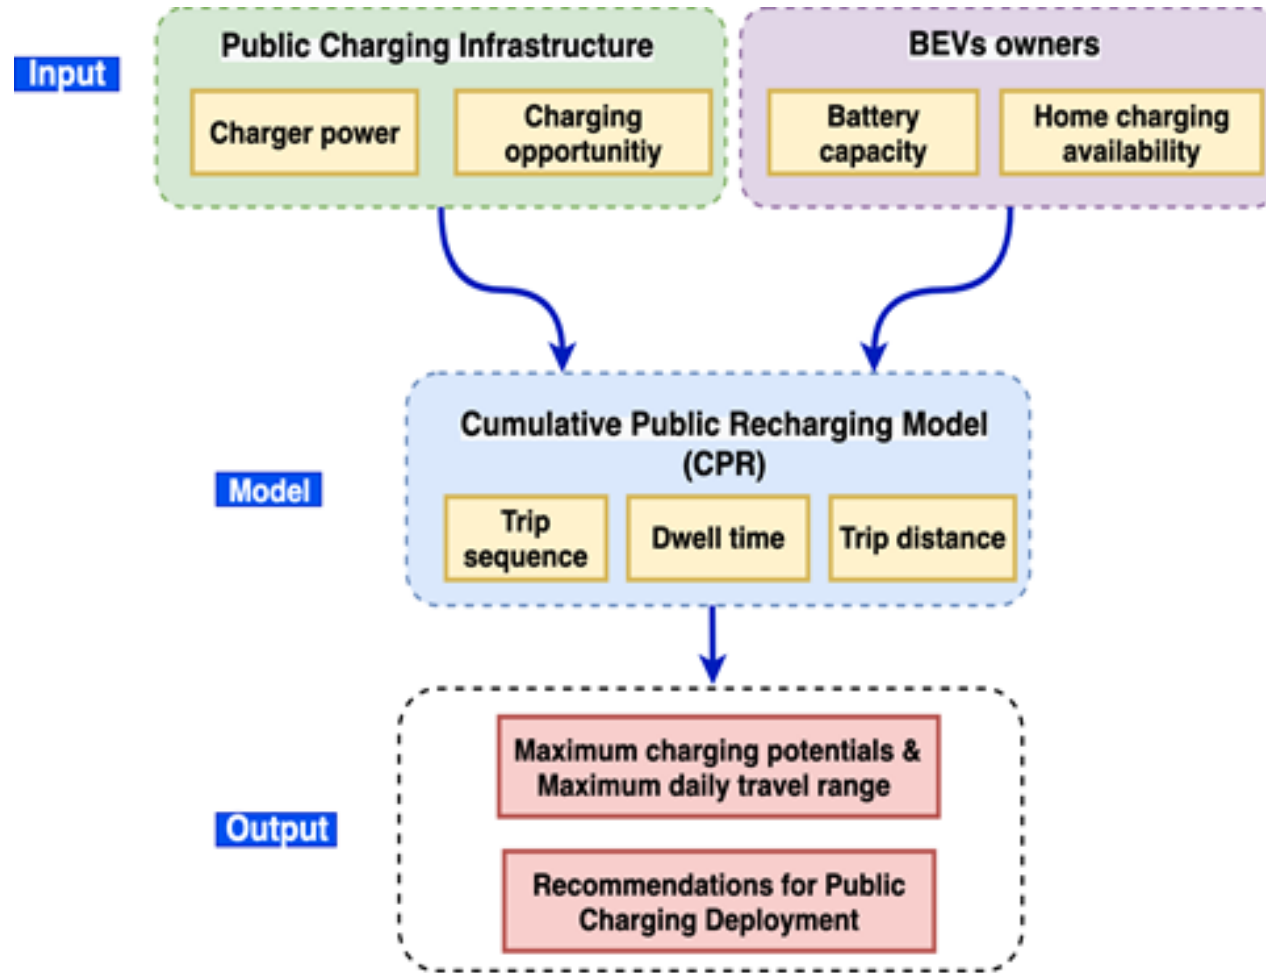 Input
Public Charging Infrastructure
Charger power
Charging
opportunitiy
BEVs owners
Battery
capacity
Home charging
availability
Model
Cumulative Public Recharging Model
(CPR)
Trip
sequence
Dwell time
Trip distance
Output
Maximum charging potentials &
Maximum daily travel range
Recommendations for Public
Charging Deployment